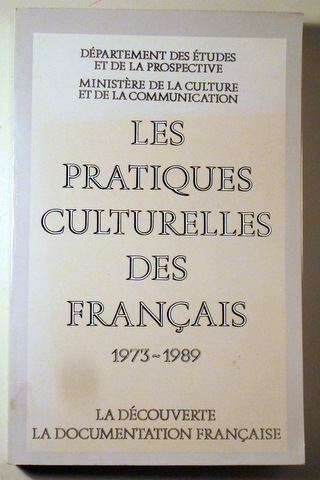 DÉPARTEMENT DES ÉTUDES
ET DE LA PROSPECTIVE
MINISTÈRE DE LA CULTURE
ET DE LA COMMUNICATION
LES
PRATIQUES
CULTURELLES
DES
FRANÇAIS
1973~1989
LA DÉCOUVERTE
LA DOCUMENTATION FRANÇAISE